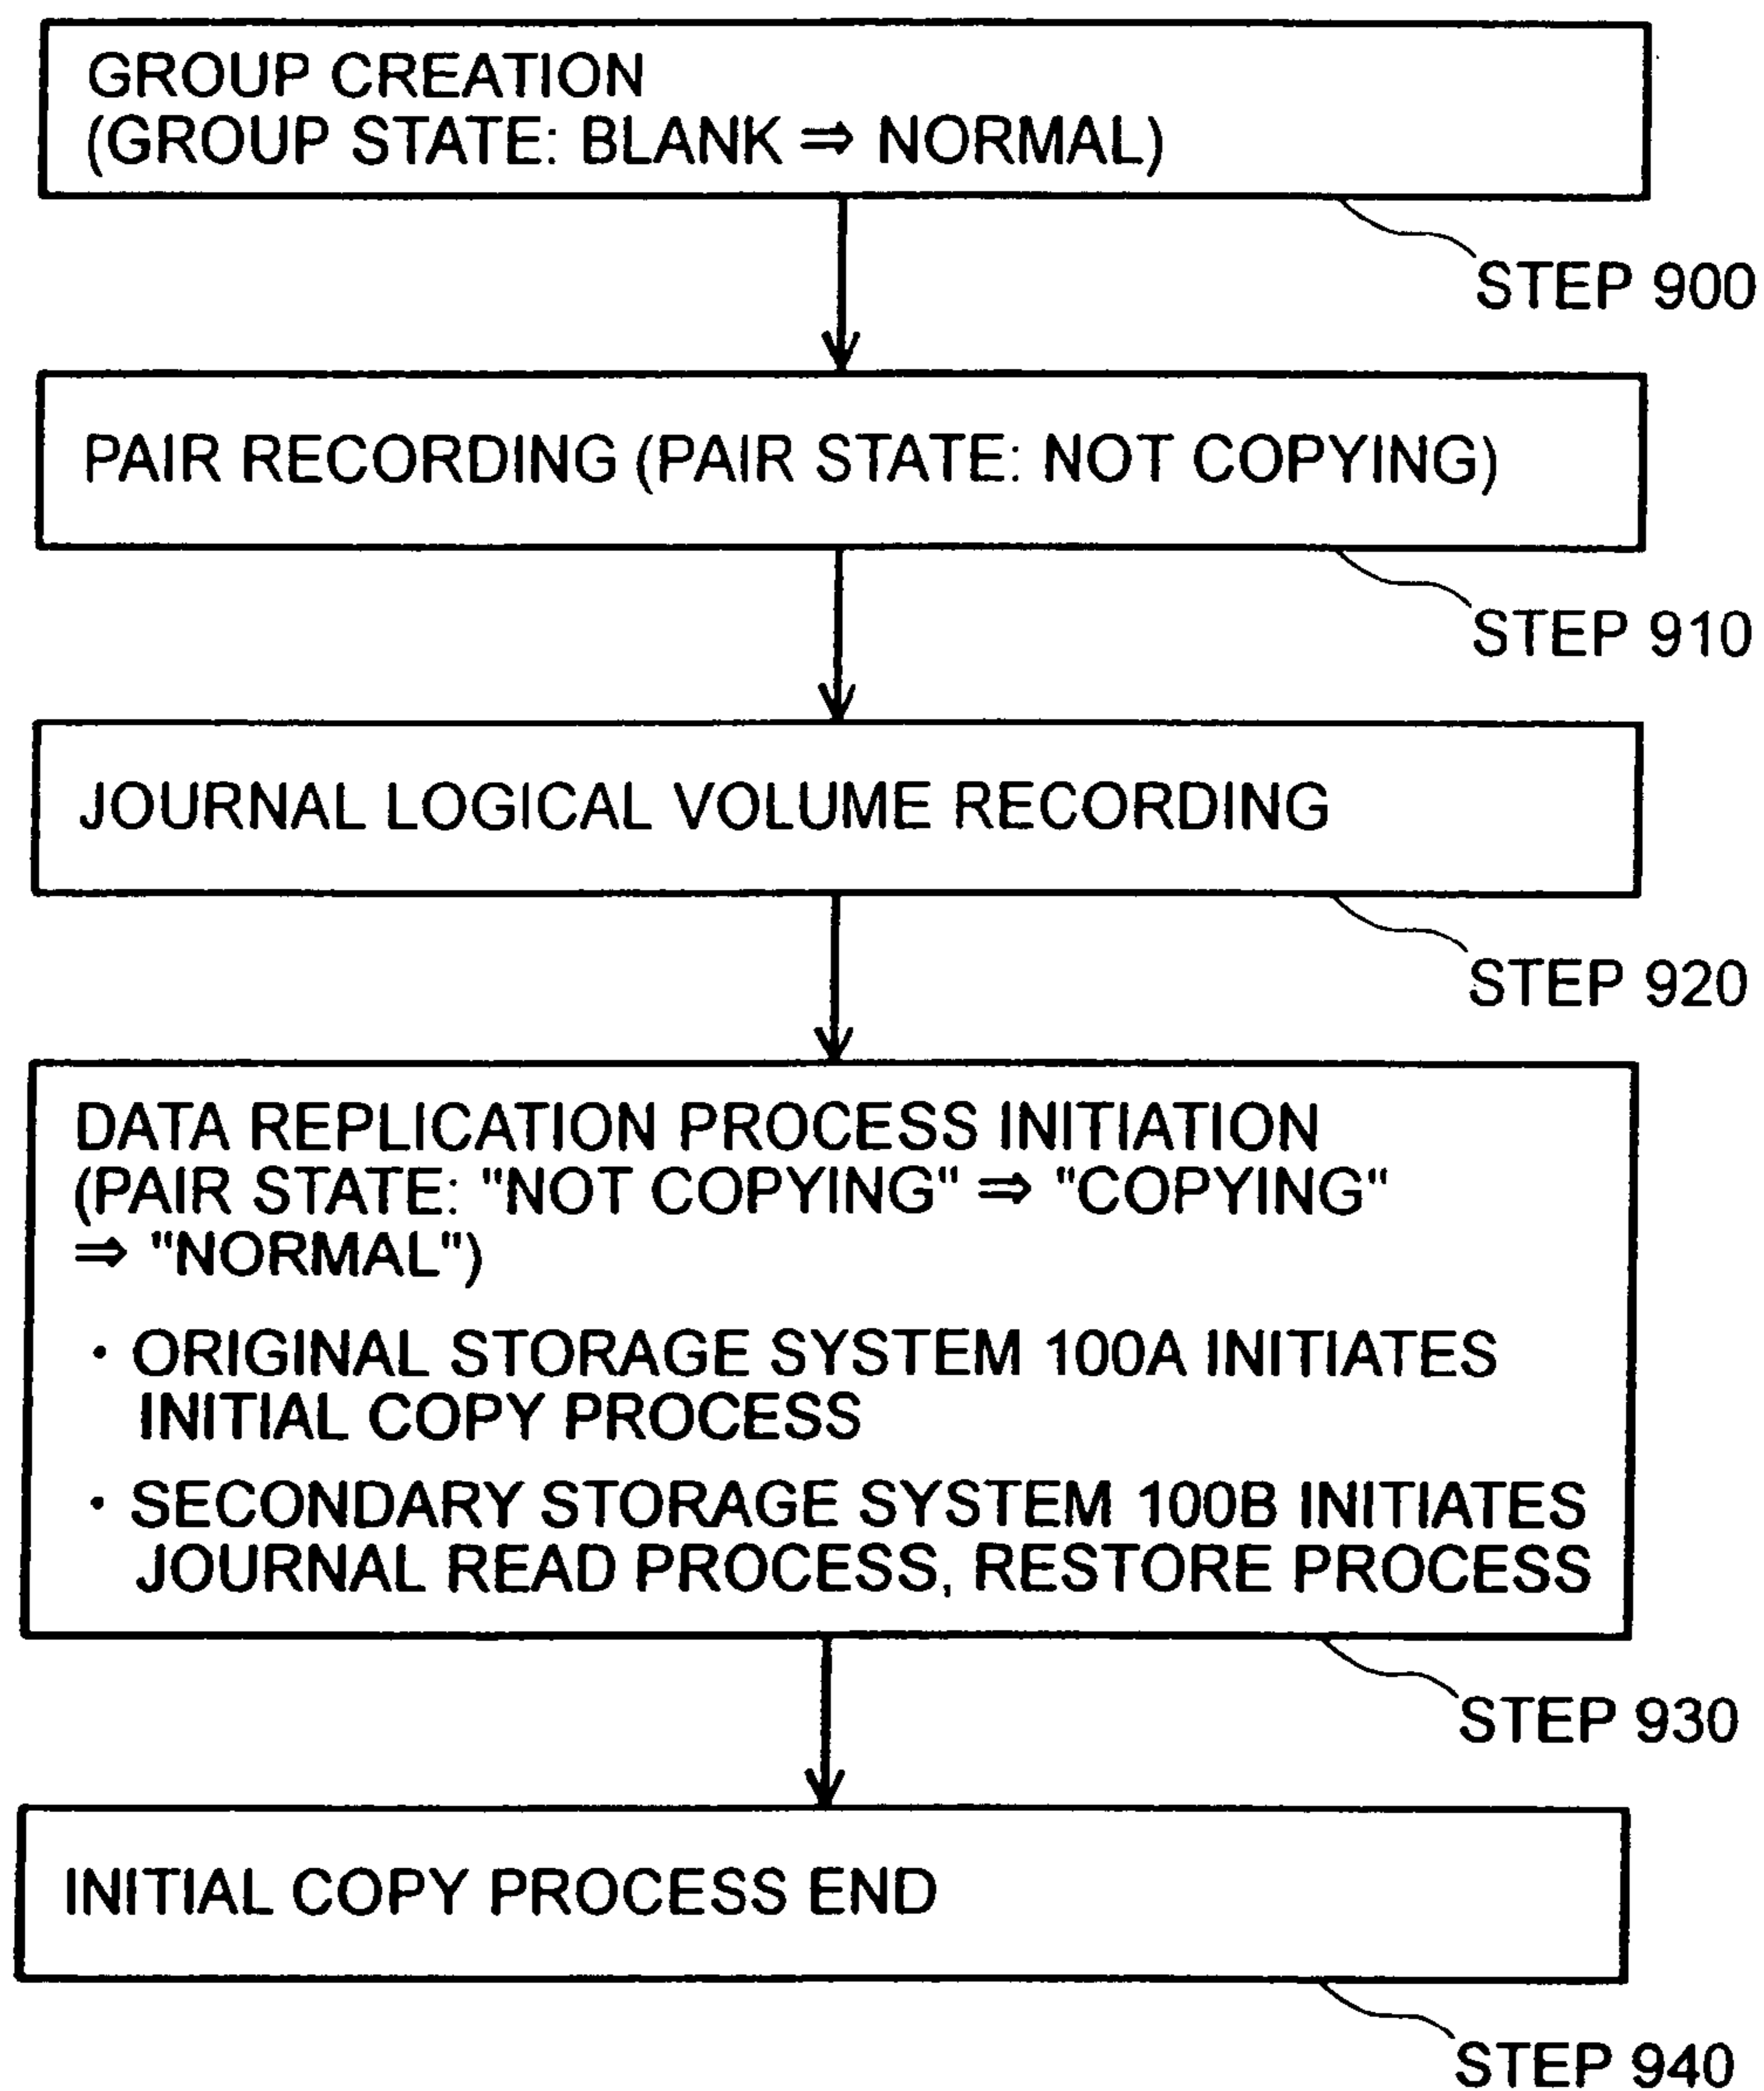 GROUP CREATION
(GROUP STATE: BLANK ⇒ NORMAL)
STEP 900
PAIR RECORDING (PAIR STATE: NOT COPYING)
STEP 910
JOURNAL LOGICAL VOLUME RECORDING
STEP 920
DATA REPLICATION PROCESS INITIATION
(PAIR STATE: "NOT COPYING" ⇒ "COPYING"
⇒ "NORMAL")
· ORIGINAL STORAGE SYSTEM 100A INITIATES
INITIAL COPY PROCESS
· SECONDARY STORAGE SYSTEM 100B INITIATES
JOURNAL READ PROCESS, RESTORE PROCESS
STEP 930
INITIAL COPY PROCESS END
STEP 940